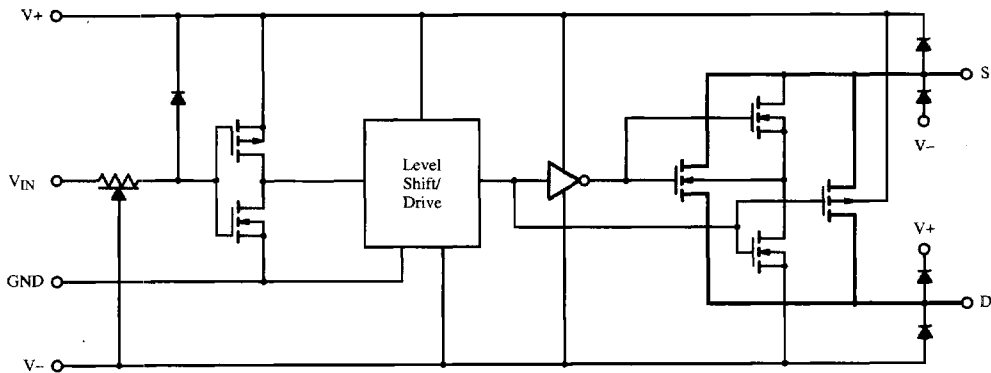 V+
S
V–
VIN
Level
Shift/
Drive
V+
GND
D
V–